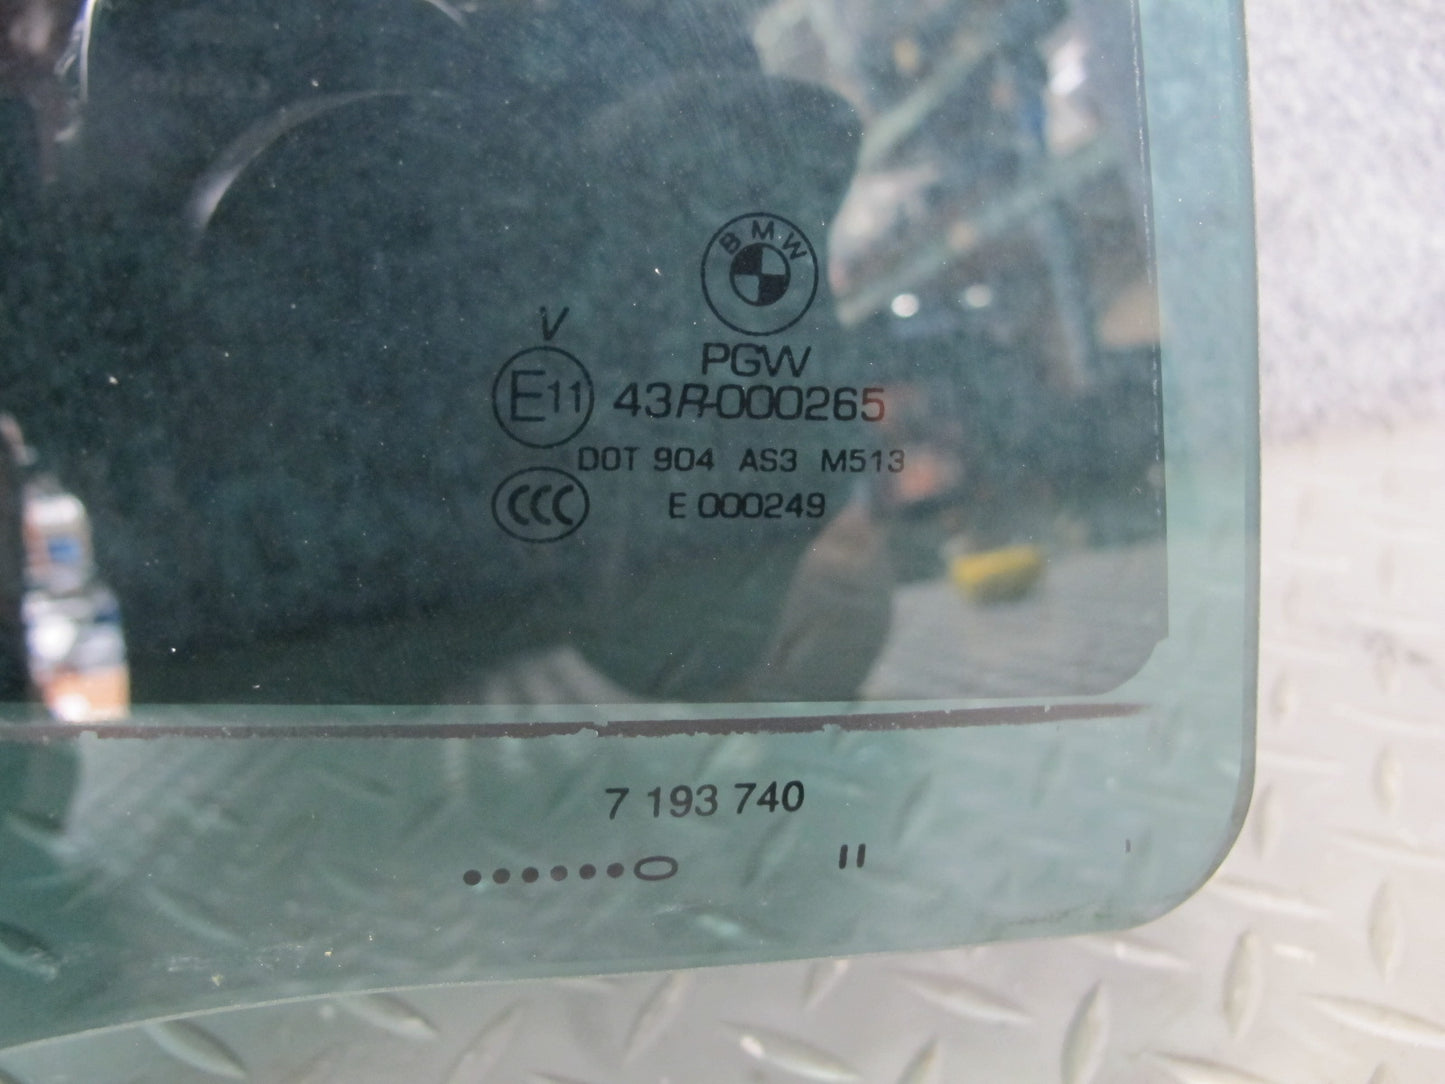 BMW
V
PGW
E11 43R-000265
DOT 904 AS3 M513
CCC E 000249
7 193 740